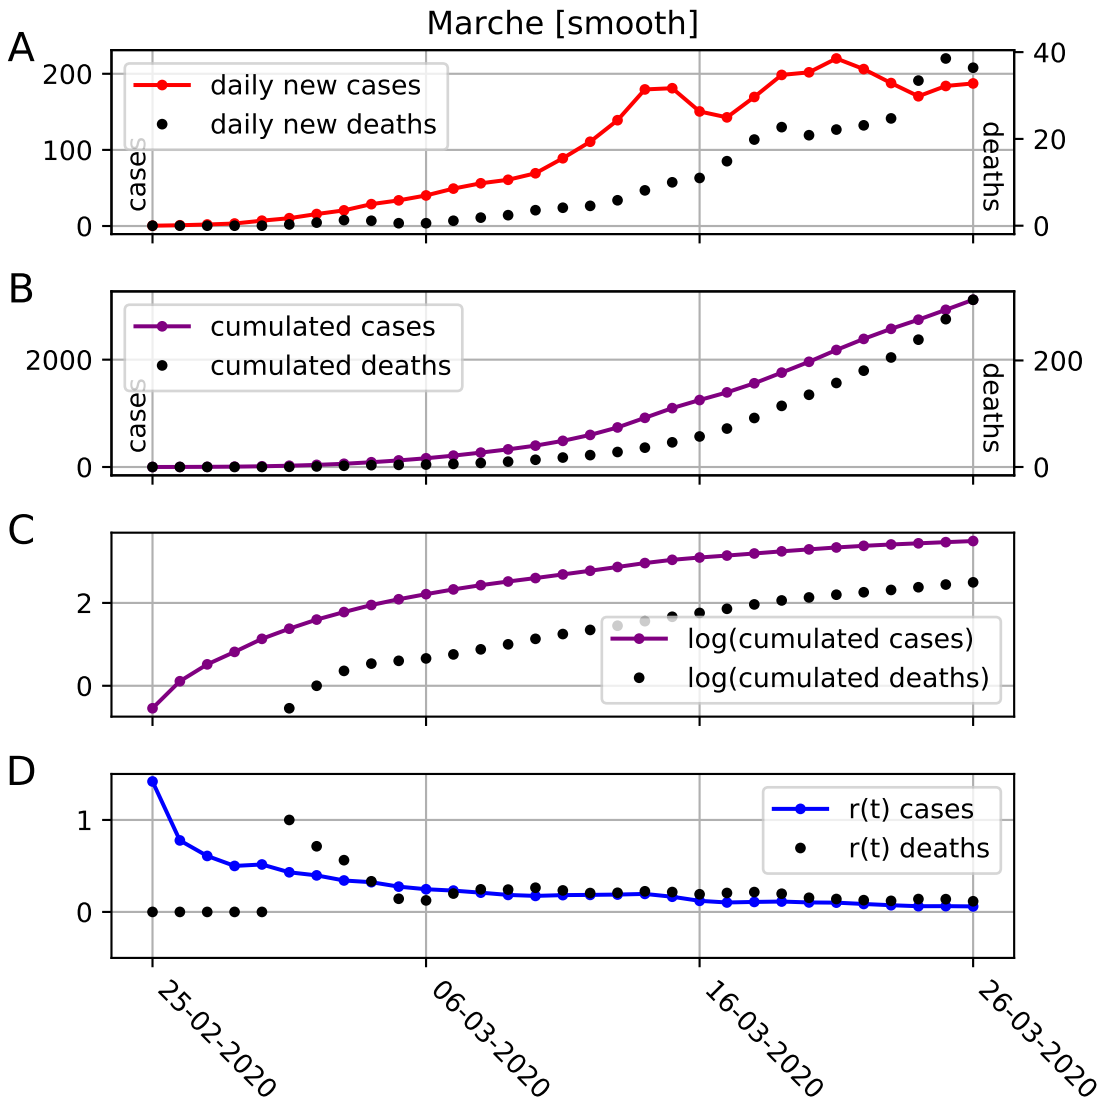 Marche [smooth]
A
200
100
0
40
20
0
daily new cases
daily new deaths
cases
deaths
B
2000
0
200
0
cumulated cases
cumulated deaths
cases
deaths
C
2
0
log(cumulated cases)
log(cumulated deaths)
D
1
0
r(t) cases
r(t) deaths
25-02-2020
06-03-2020
16-03-2020
26-03-2020